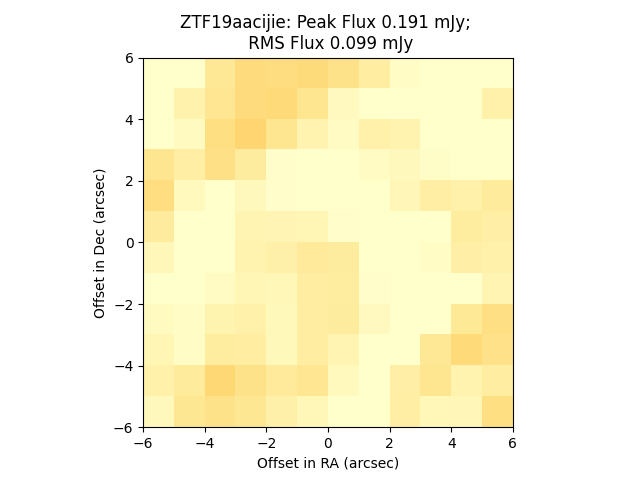 ZTF19aacijie: Peak Flux 0.191 mJy;
RMS Flux 0.099 mJy
6
4
2
0
−2
−4
−6
Offset in Dec (arcsec)
−6 −4 −2 0 2 4 6
Offset in RA (arcsec)